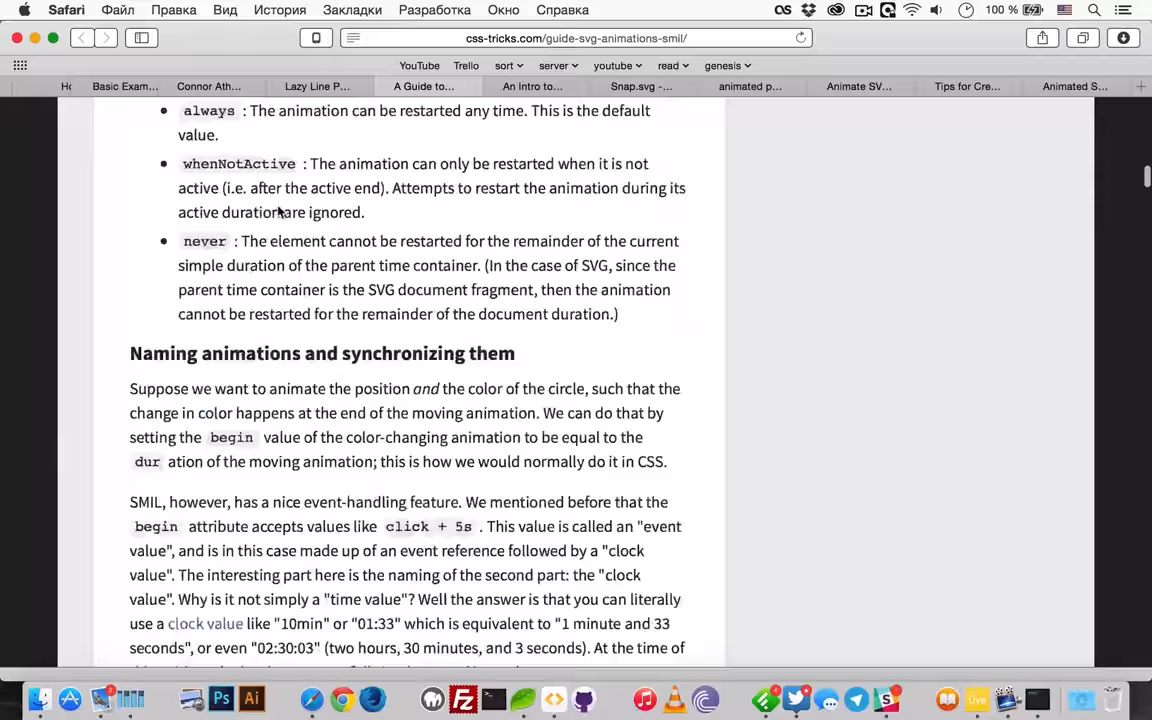 Safari Файл Правка Вид История Закладки Разработка Окно Справка 100 %
css-tricks.com/guide-svg-animations-smil/
YouTube Trello sort server youtube read genesis
Basic Exam... Connor Ath... Lazy Line P... A Guide to... An Intro to... Snap.svg -... animated p... Animate SV... Tips for Cre... Animated S...
• always : The animation can be restarted any time. This is the default
value.
• whenNotActive : The animation can only be restarted when it is not
active (i.e. after the active end). Attempts to restart the animation during its
active duration are ignored.
• never : The element cannot be restarted for the remainder of the current
simple duration of the parent time container. (In the case of SVG, since the
parent time container is the SVG document fragment, then the animation
cannot be restarted for the remainder of the document duration.)
Naming animations and synchronizing them
Suppose we want to animate the position and the color of the circle, such that the
change in color happens at the end of the moving animation. We can do that by
setting the begin value of the color-changing animation to be equal to the
dur ation of the moving animation; this is how we would normally do it in CSS.
SMIL, however, has a nice event-handling feature. We mentioned before that the
begin attribute accepts values like click + 5s . This value is called an "event
value", and is in this case made up of an event reference followed by a "clock
value". The interesting part here is the naming of the second part: the "clock
value". Why is it not simply a "time value"? Well the answer is that you can literally
use a clock value like "10min" or "01:33" which is equivalent to "1 minute and 33
seconds", or even "02:30:03" (two hours, 30 minutes, and 3 seconds). At the time of